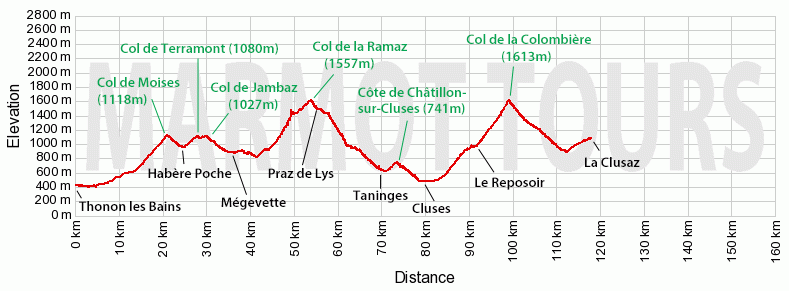 2800 m
2600 m
2400 m
2200 m
2000 m
1800 m
1600 m
1400 m
1200 m
1000 m
800 m
600 m
400 m
200 m
0 m
Elevation
MARMOT TOURS
Col de Moises
(1118m)
Col de Terramont (1080m)
Col de Jambaz
(1027m)
Col de la Ramaz
(1557m)
Côte de Châtillon-
sur-Cluses (741m)
Col de la Colombière
(1613m)
Thonon les Bains
Habère Poche
Mégevette
Praz de Lys
Taninges
Cluses
Le Reposoir
La Clusaz
0 km
10 km
20 km
30 km
40 km
50 km
60 km
70 km
80 km
90 km
100 km
110 km
120 km
130 km
140 km
150 km
160 km
Distance